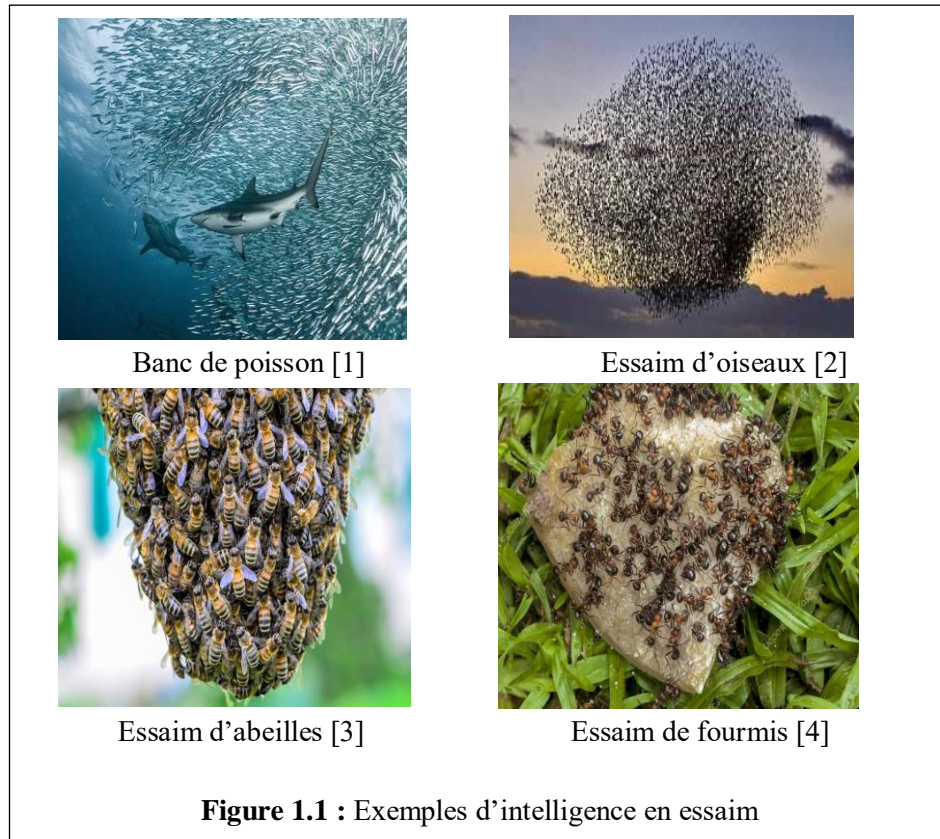 Banc de poisson [1]
Essaim d’oiseaux [2]
Essaim d’abeilles [3]
Essaim de fourmis [4]
Figure 1.1 : Exemples d’intelligence en essaim